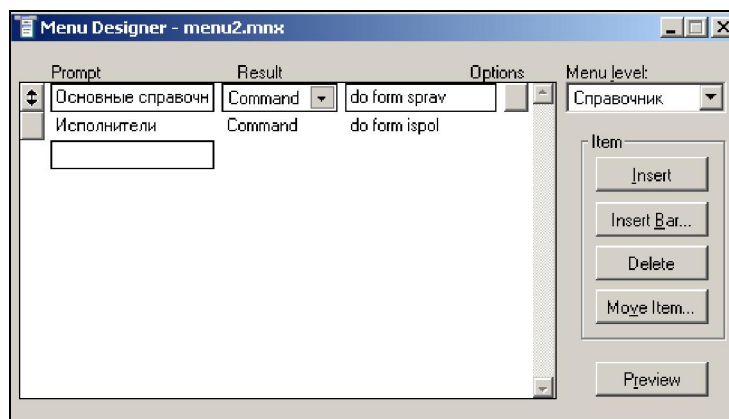 Menu Designer - menu2.mnx
Prompt Result Options Menu level:
Основные справочн Command do form sprav Справочник
Исполнители Command do form ispol
Item
Insert
Insert Bar...
Delete
Move Item...
Preview